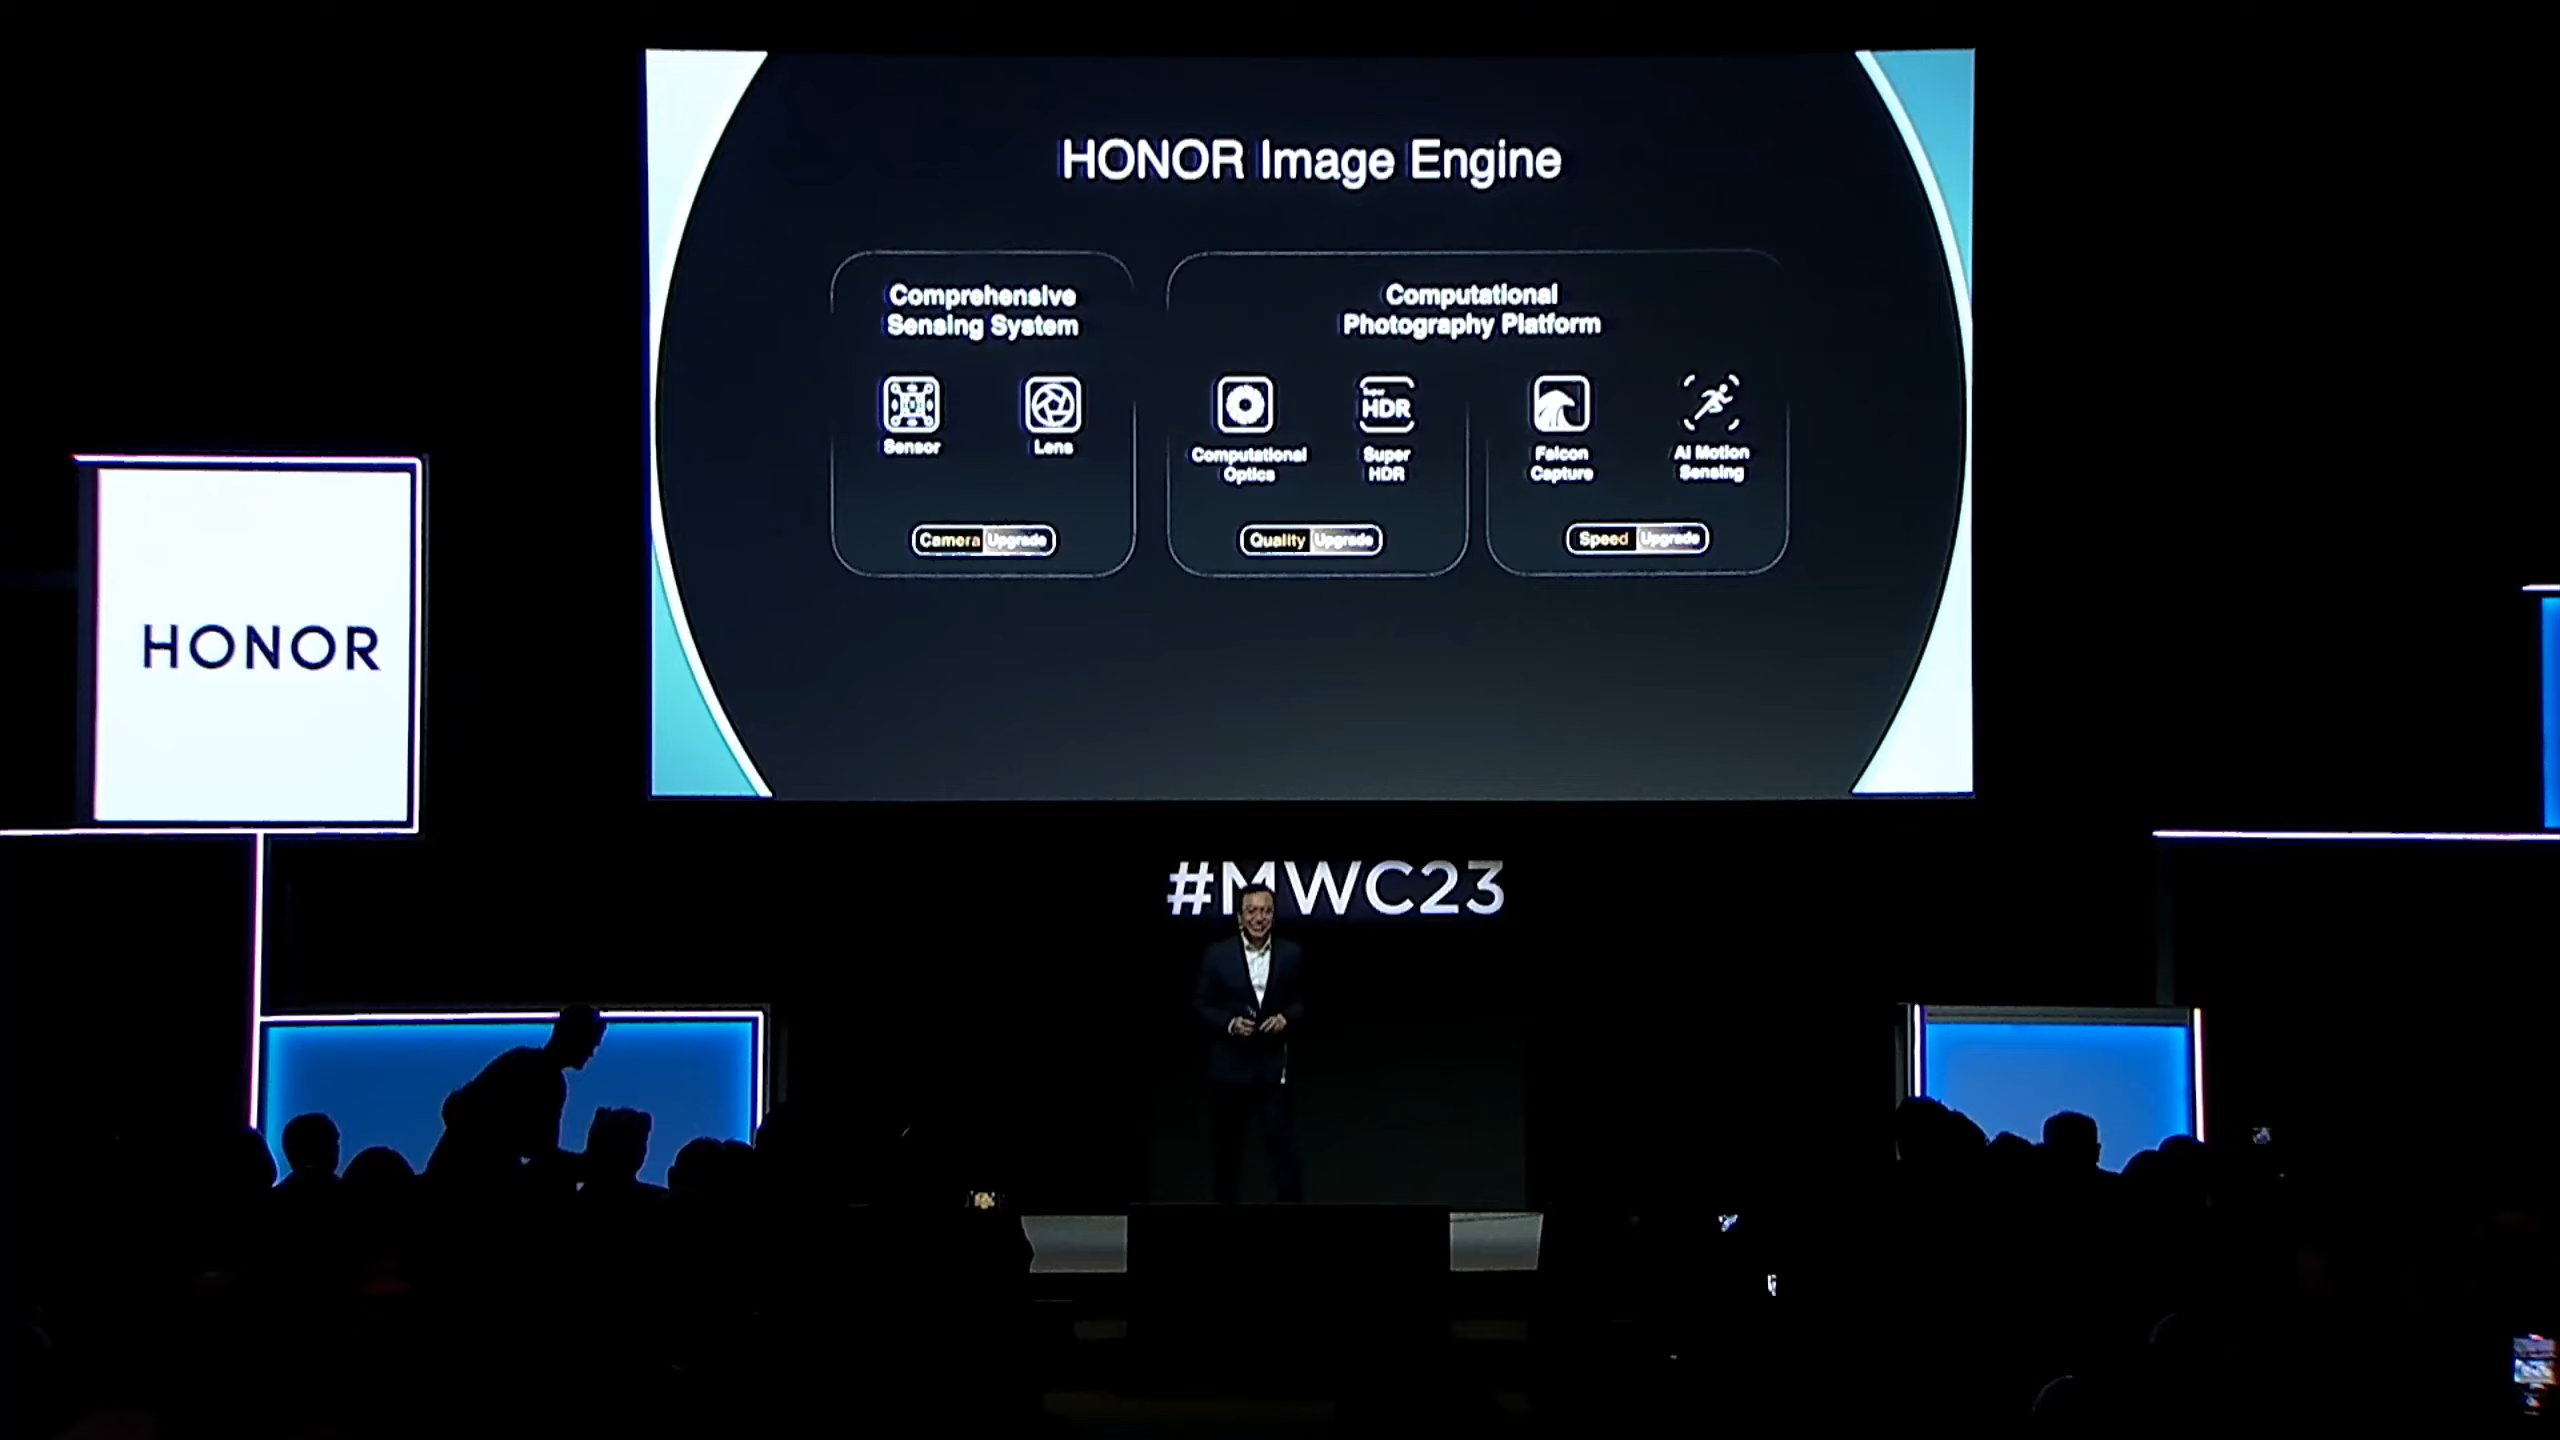 HONOR Image Engine
Comprehensive
Sensing System
Sensor
Lens
Camera Upgrade
Computational
Photography Platform
Computational
Optics
Super
HDR
Super
HDR
Quality Upgrade
Falcon
Capture
AI Motion
Sensing
Speed Upgrade
HONOR
#MWC23